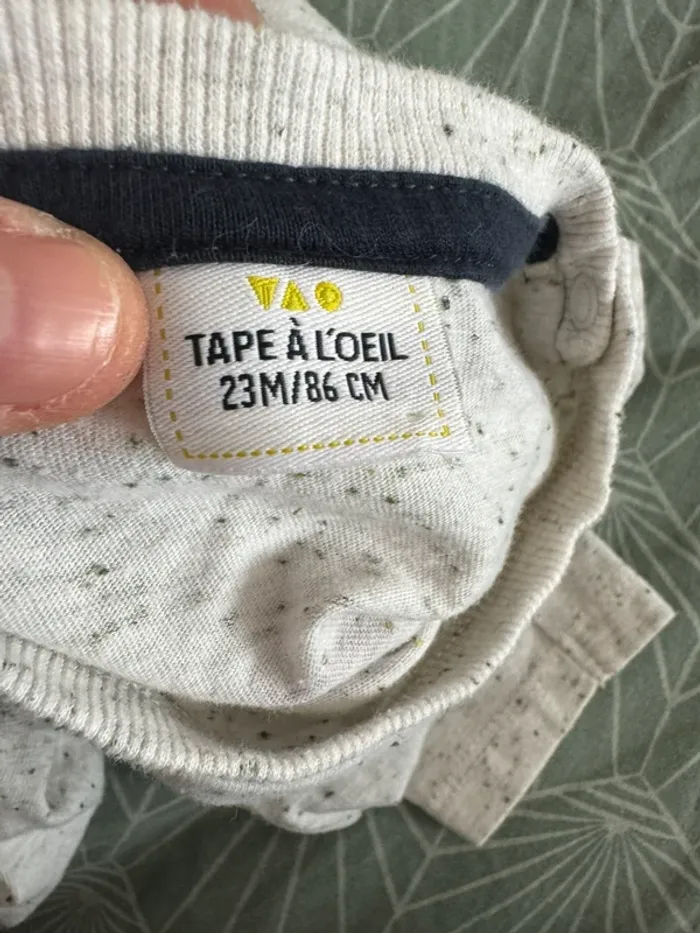 TAO
TAPE À L'OEIL
23M/86 CM